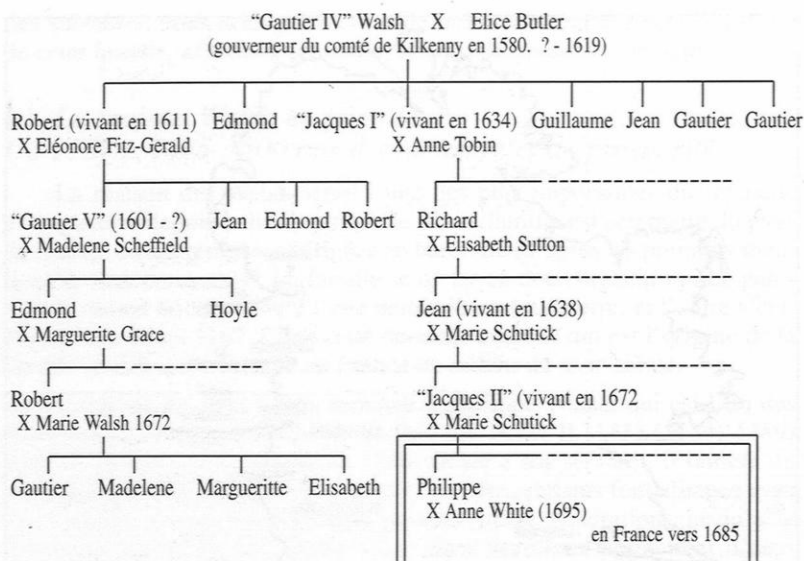 “Gautier IV” Walsh X Elice Butler
(gouverneur du comté de Kilkenny en 1580. ? - 1619)
Robert (vivant en 1611) Edmond “Jacques I” (vivant en 1634) Guillaume Jean Gautier Gautier
X Eléonore Fitz-Gerald X Anne Tobin
“Gautier V” (1601 - ?) Jean Edmond Robert Richard
X Madelene Scheffield X Elisabeth Sutton
Edmond Hoyle Jean (vivant en 1638)
X Marguerite Grace X Marie Schutick
Robert “Jacques II” (vivant en 1672
X Marie Walsh 1672 X Marie Schutick
Gautier Madelene Margueritte Elisabeth Philippe
X Anne White (1695)
en France vers 1685